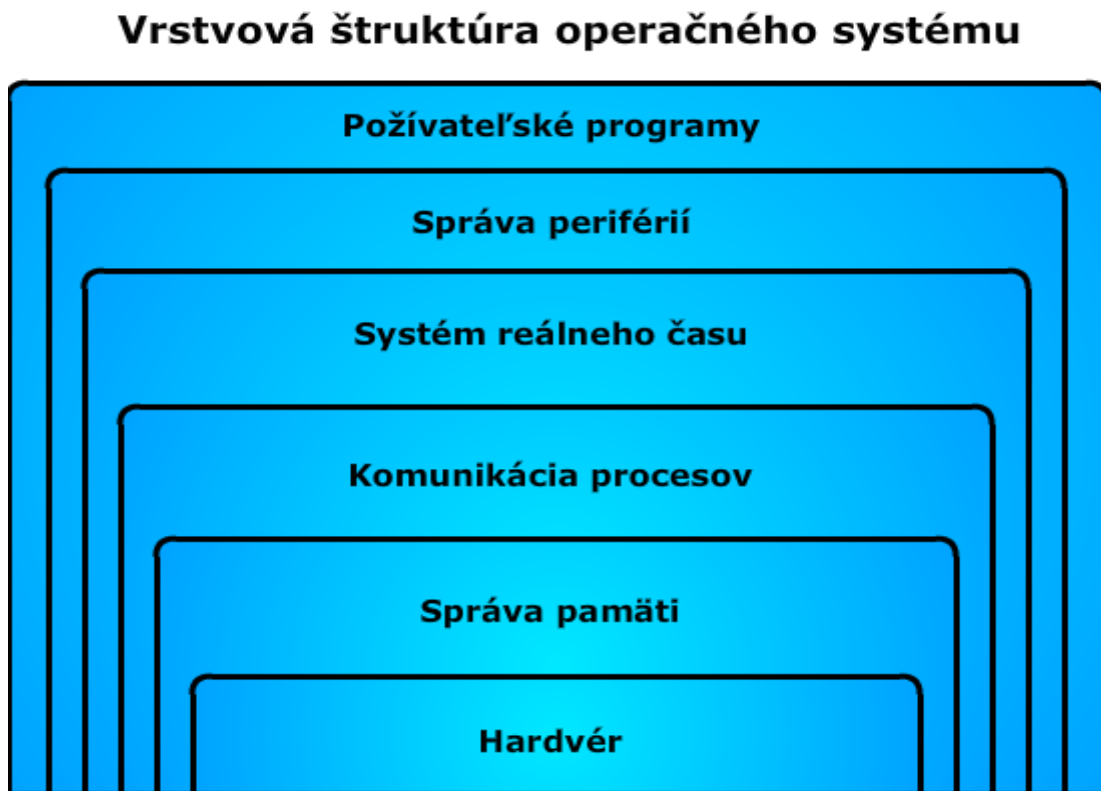 Vrstvová štruktúra operačného systému
Požívateľské programy
Správa periférií
Systém reálneho času
Komunikácia procesov
Správa pamäti
Hardvér